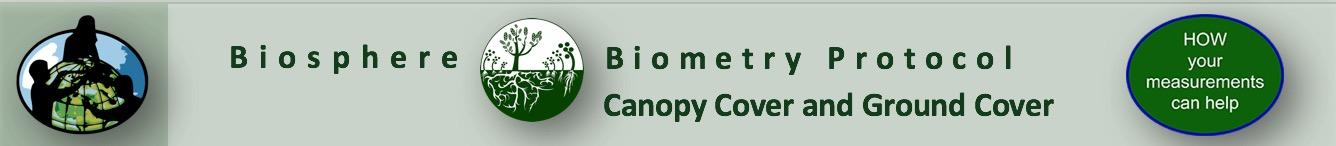 Biosphere Biometry Protocol
Canopy Cover and Ground Cover
HOW
your
measurements
can help